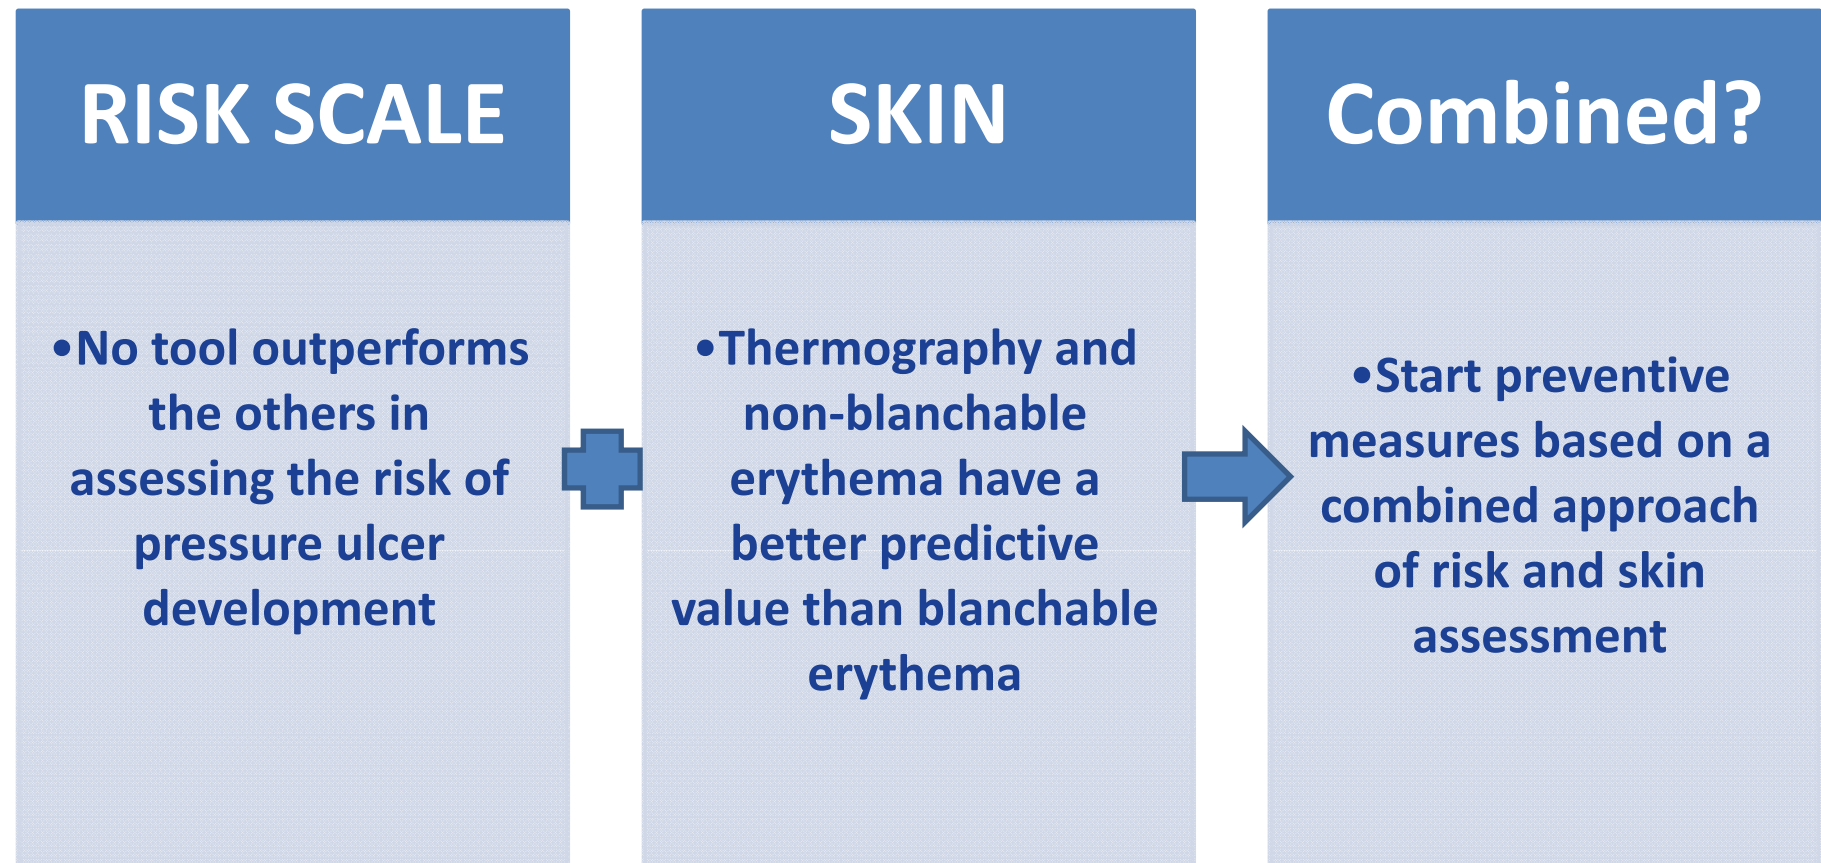 RISK SCALE
•No tool outperforms
the others in
assessing the risk of
pressure ulcer
development
SKIN
•Thermography and
non-blanchable
erythema have a
better predictive
value than blanchable
erythema
Combined?
•Start preventive
measures based on a
combined approach
of risk and skin
assessment